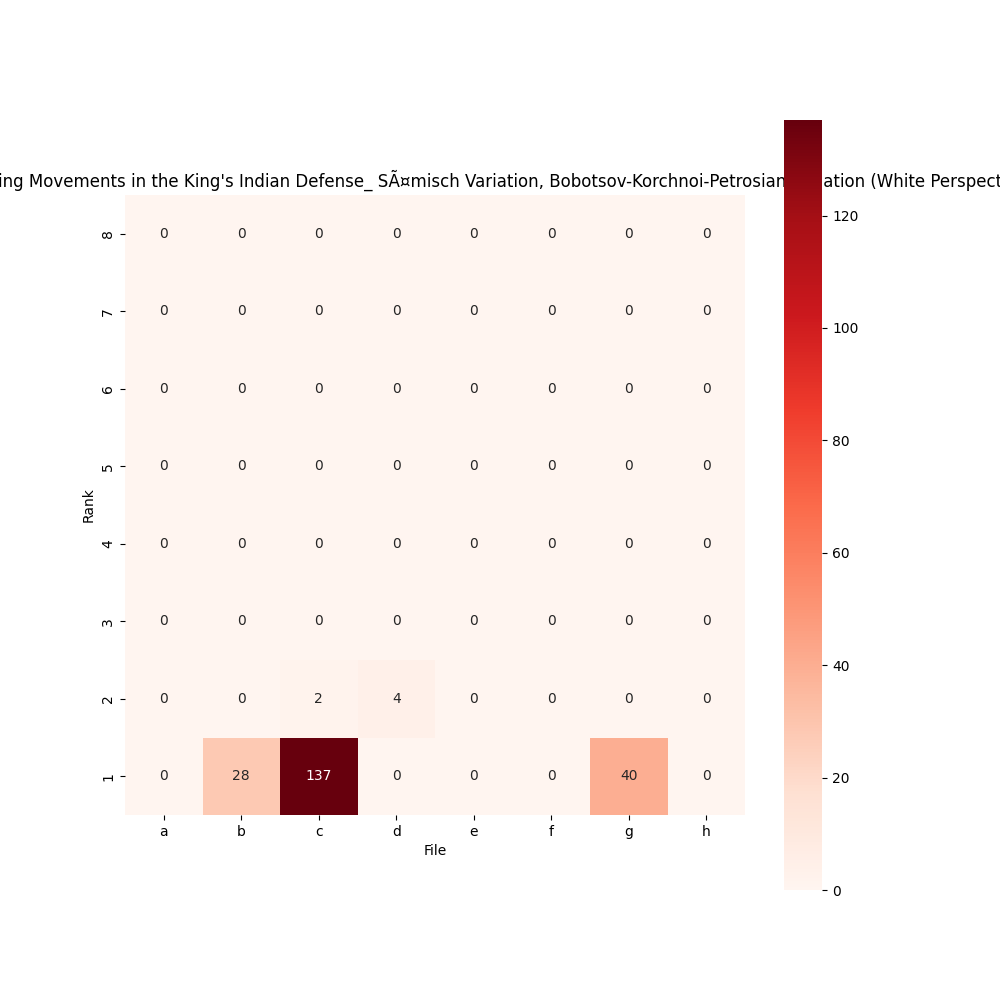 ing Movements in the King's Indian Defense_ SÃ¤misch Variation, Bobotsov-Korchnoi-Petrosian ation (White Perspect
8 0 0 0 0 0 0 0 0
7 0 0 0 0 0 0 0 0
6 0 0 0 0 0 0 0 0
5 0 0 0 0 0 0 0 0
4 0 0 0 0 0 0 0 0
3 0 0 0 0 0 0 0 0
2 0 0 2 4 0 0 0 0
1 0 28 137 0 0 0 40 0
a b c d e f g h
File
Rank
120
100
80
60
40
20
0